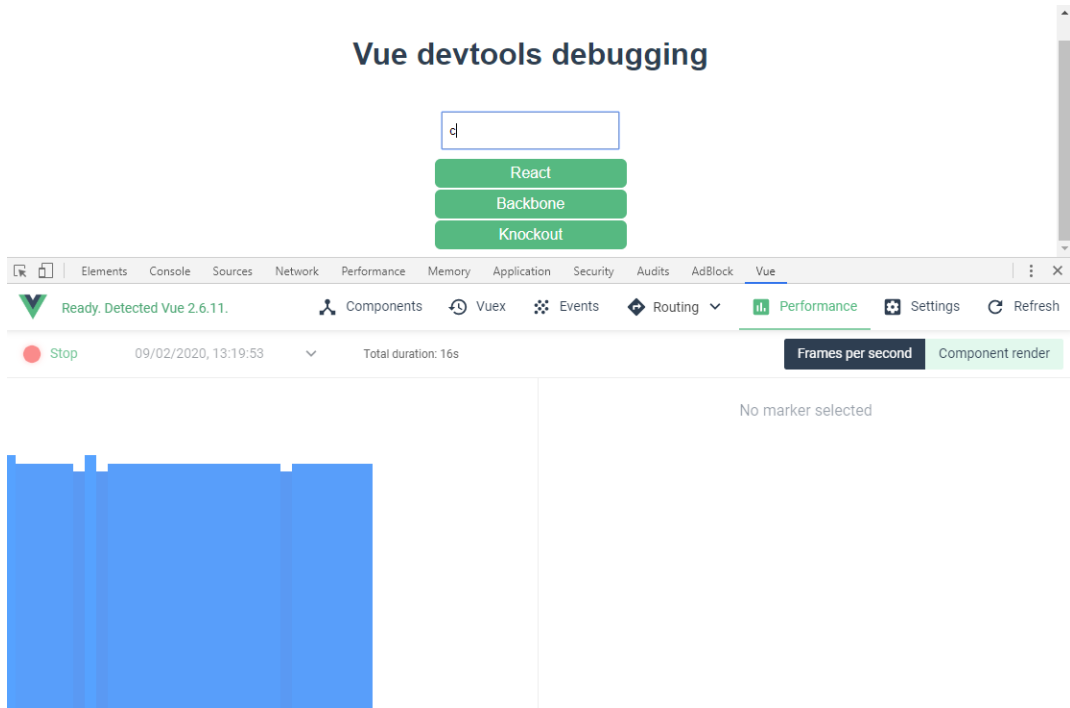 Vue devtools debugging
c
React
Backbone
Knockout
Elements Console Sources Network Performance Memory Application Security Audits AdBlock Vue
Ready. Detected Vue 2.6.11. Components Vuex Events Routing Performance Settings Refresh
Stop 09/02/2020, 13:19:53 Total duration: 16s Frames per second Component render
No marker selected